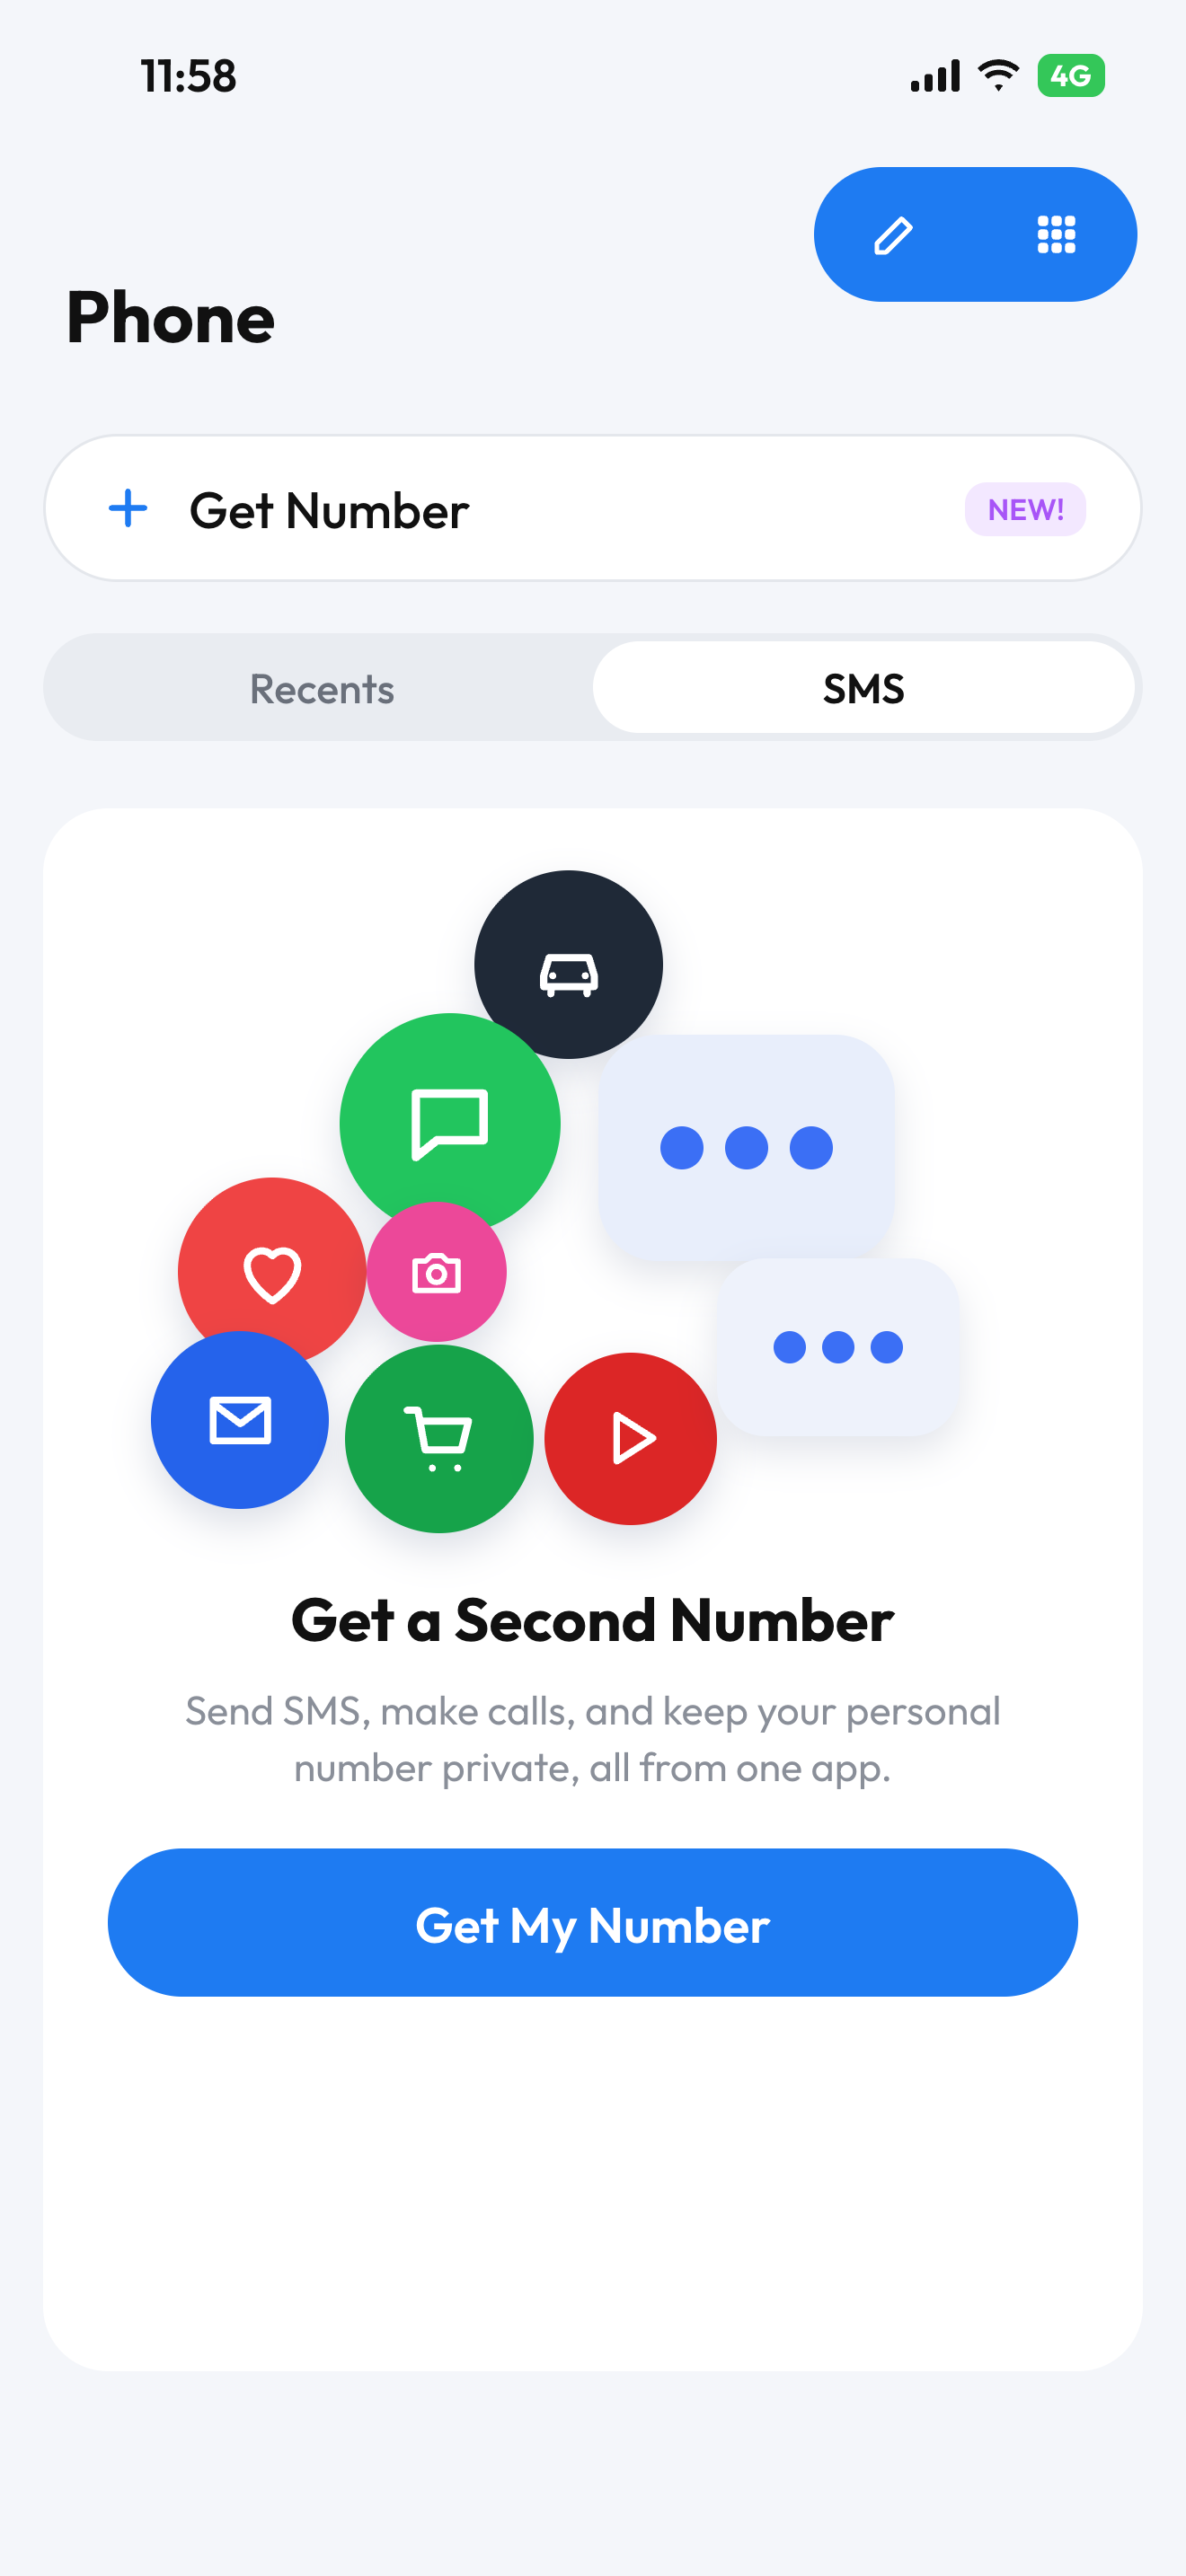 11:58
4G
Phone
Get Number
NEW!
Recents
SMS
Get a Second Number
Send SMS, make calls, and keep your personal
number private, all from one app.
Get My Number